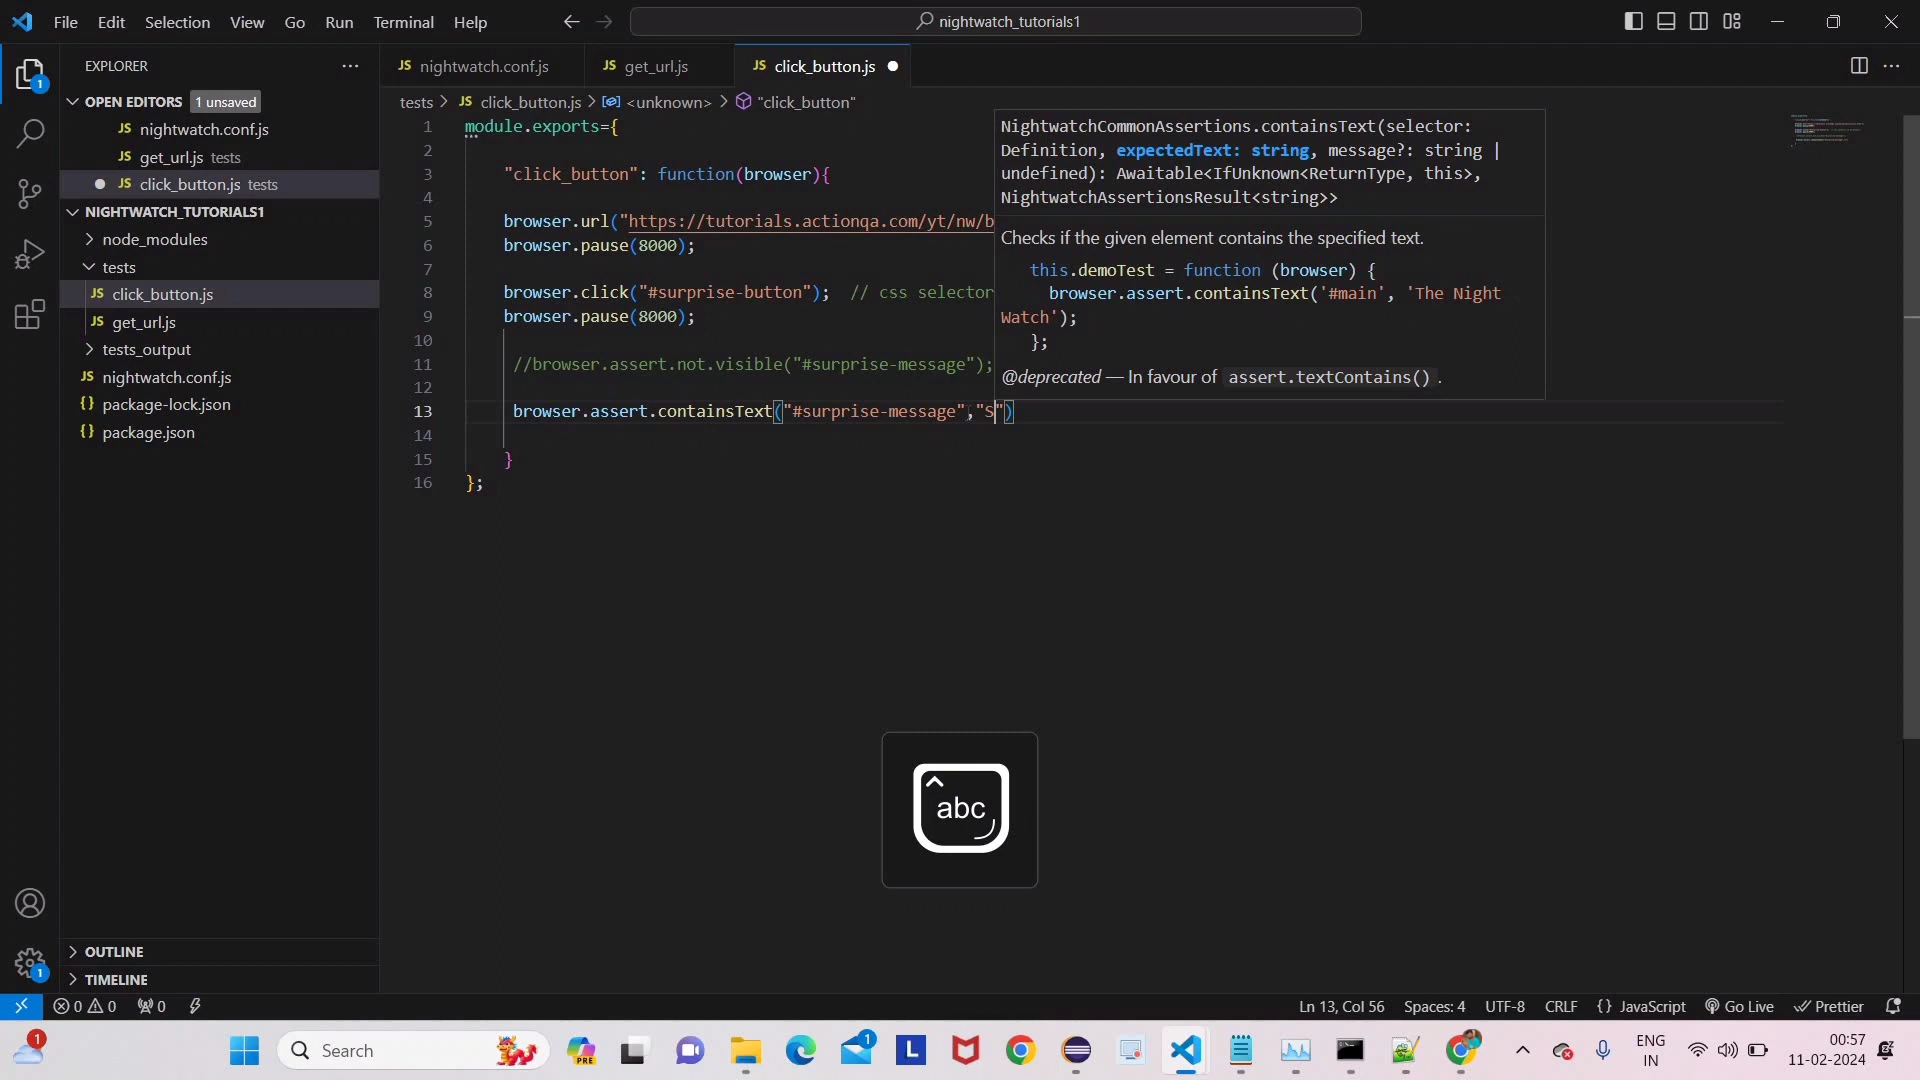 File Edit Selection View Go Run Terminal Help
nightwatch_tutorials1
EXPLORER
OPEN EDITORS 1 unsaved
JS nightwatch.conf.js
JS get_url.js tests
JS click_button.js tests
NIGHTWATCH_TUTORIALS1
node_modules
tests
JS click_button.js
JS get_url.js
tests_output
JS nightwatch.conf.js
{} package-lock.json
{} package.json
OUTLINE
TIMELINE
JS nightwatch.conf.js JS get_url.js JS click_button.js
tests > JS click_button.js > <unknown> > "click_button"
1 module.exports={
2
3 "click_button": function(browser){
4
5 browser.url("https://tutorials.actionqa.com/yt/nw/b
6 browser.pause(8000);
7
8 browser.click("#surprise-button"); // css selector
9 browser.pause(8000);
10
11 //browser.assert.not.visible("#surprise-message");
12
13 browser.assert.containsText("#surprise-message","S")
14
15 }
16 };
NightwatchCommonAssertions.containsText(selector:
Definition, expectedText: string, message?: string |
undefined): Awaitable<IfUnknown<ReturnType, this>,
NightwatchAssertionsResult<string>>
Checks if the given element contains the specified text.
this.demoTest = function (browser) {
browser.assert.containsText('#main', 'The Night
Watch');
};
@deprecated — In favour of assert.textContains() .
abc
1
1
0 0 0
Ln 13, Col 56 Spaces: 4 UTF-8 CRLF {} JavaScript Go Live Prettier
1
Search
PRE
1
L
ENG
IN
00:57
11-02-2024